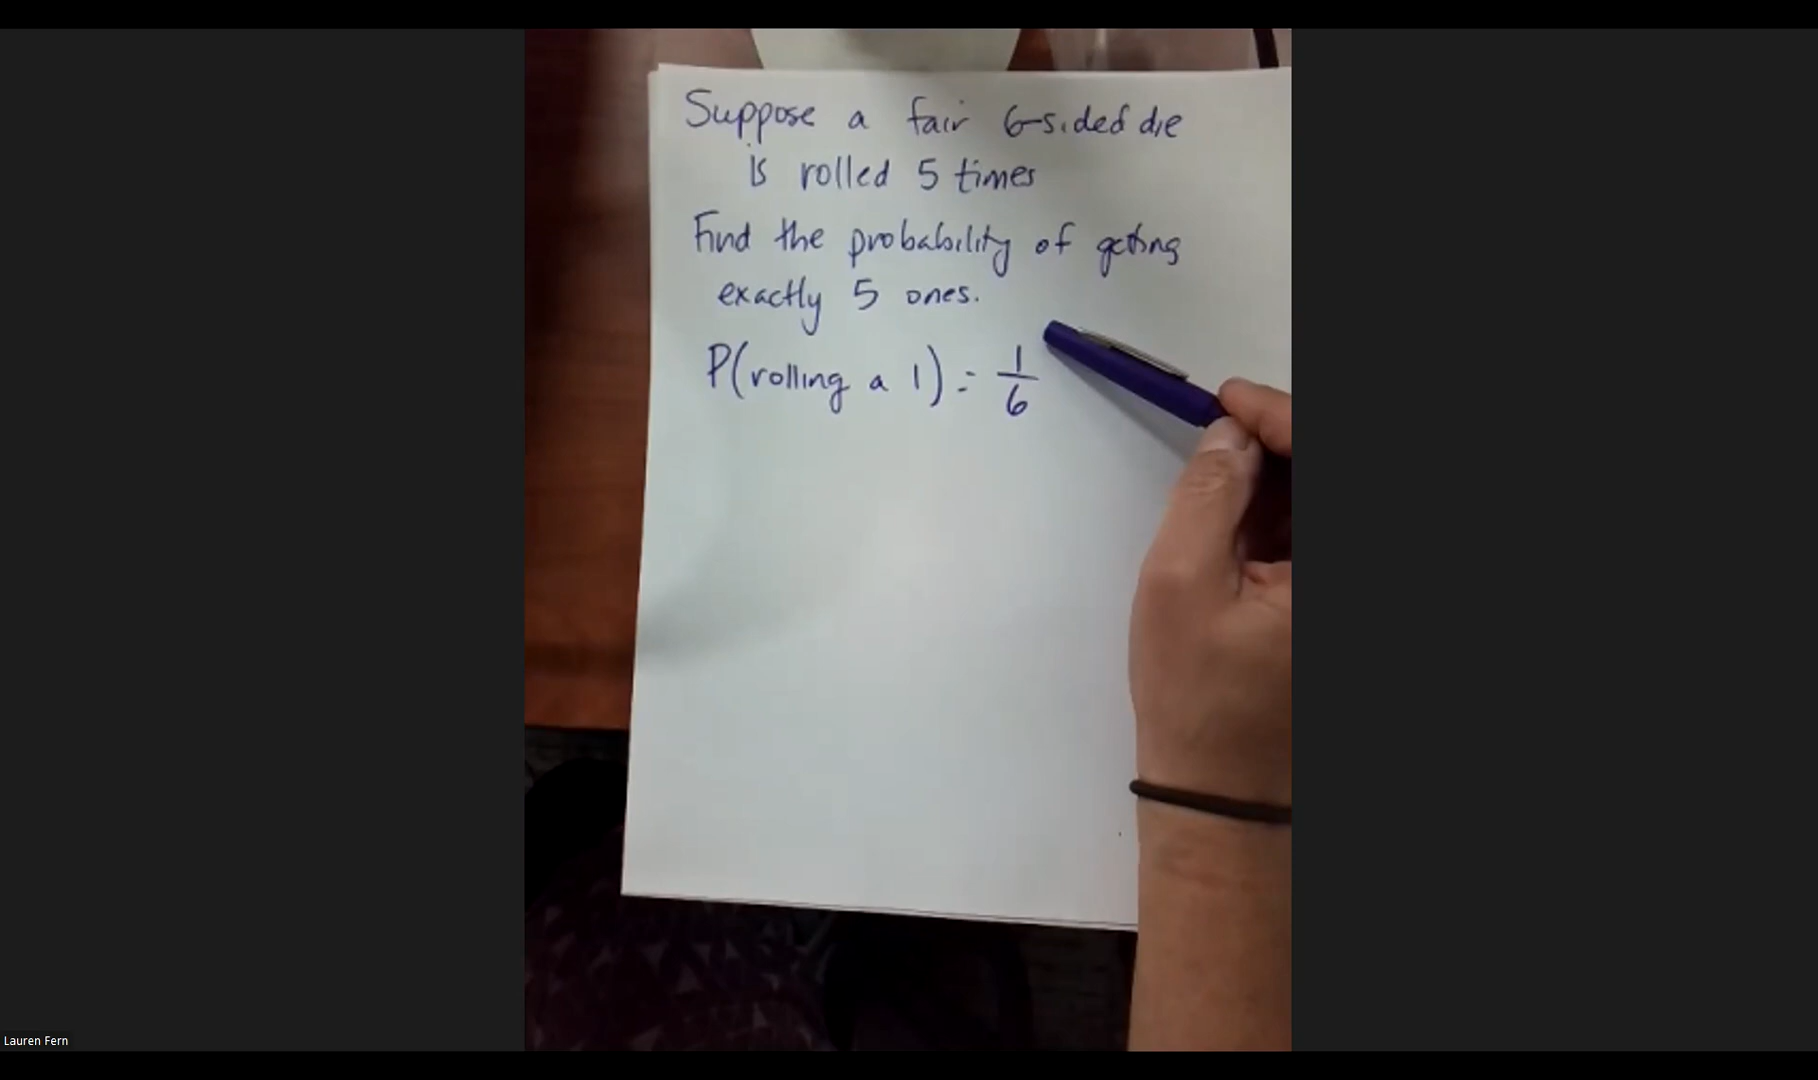 Suppose a fair 6-sided die
is rolled 5 times
Find the probability of getting
exactly 5 ones.
P(rolling a 1) = 1/6
Lauren Fern